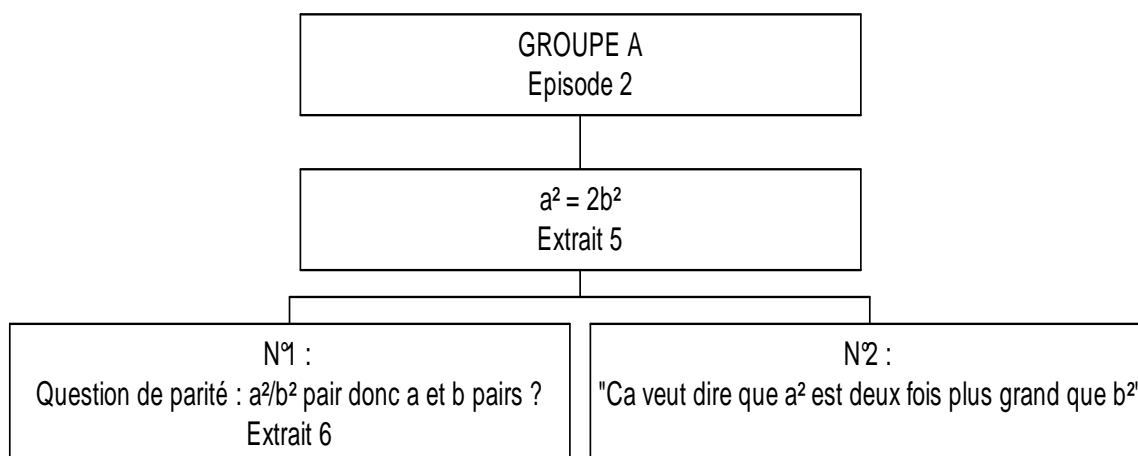 GROUPE A
Episode 2
a² = 2b²
Extrait 5
N°1 :
Question de parité : a²/b² pair donc a et b pairs ?
Extrait 6
N°2 :
"Ca veut dire que a² est deux fois plus grand que b²"